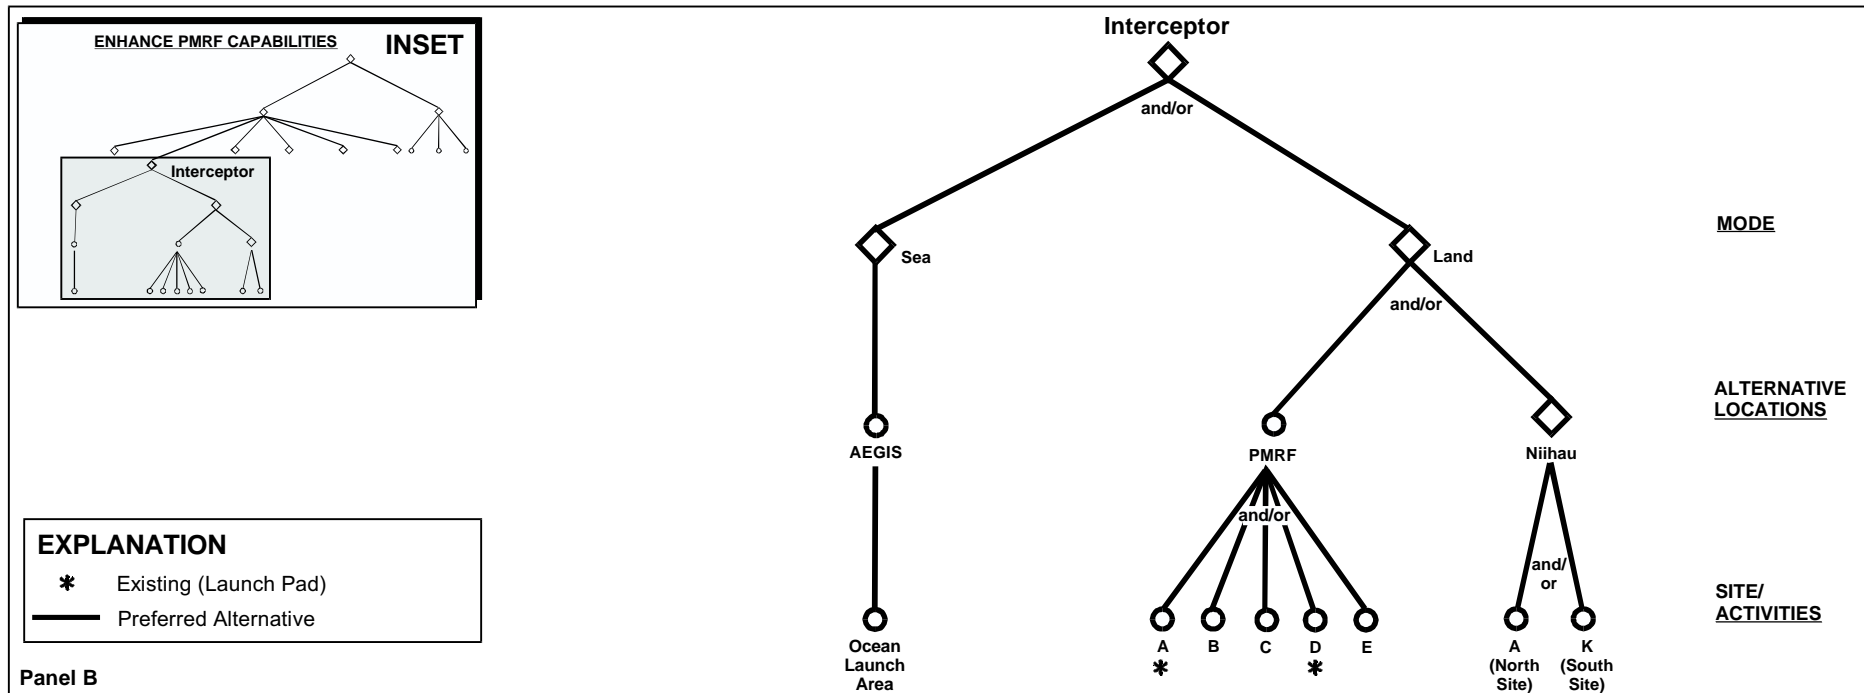 ENHANCE PMRF CAPABILITIES
INSET
Interceptor
Interceptor
and/or
Sea
Land
MODE
and/or
AEGIS
PMRF
Niihau
ALTERNATIVE
LOCATIONS
and/or
and/
or
Ocean
Launch
Area
A
*
B
C
D
*
E
A
(North
Site)
K
(South
Site)
SITE/
ACTIVITIES
EXPLANATION
* Existing (Launch Pad)
Preferred Alternative
Panel B